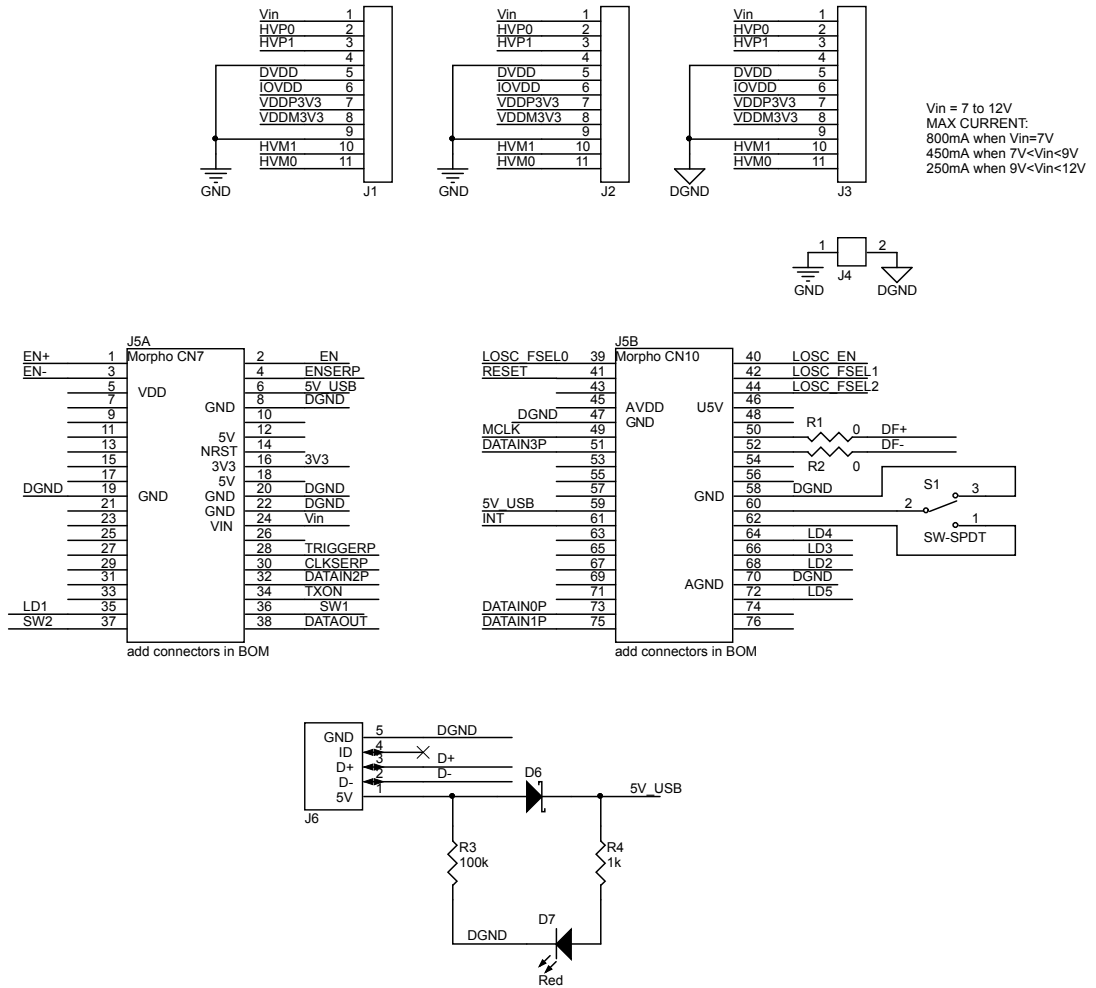 Vin 1
HVP0 2
HVP1 3
4
DVDD 5
IOVDD 6
VDDP3V3 7
VDDM3V3 8
9
HVM1 10
HVM0 11
GND
J1
Vin 1
HVP0 2
HVP1 3
4
DVDD 5
IOVDD 6
VDDP3V3 7
VDDM3V3 8
9
HVM1 10
HVM0 11
GND
J2
Vin 1
HVP0 2
HVP1 3
4
DVDD 5
IOVDD 6
VDDP3V3 7
VDDM3V3 8
9
HVM1 10
HVM0 11
DGND
J3
Vin = 7 to 12V
MAX CURRENT:
800mA when Vin=7V
450mA when 7V<Vin<9V
250mA when 9V<Vin<12V
1 2
J4
GND DGND
J5A
Morpho CN7
EN+ 1 2 EN
EN- 3 4 ENSERP
5 VDD 6 5V_USB
7 GND 8 DGND
9 10
11 5V 12
13 NRST 14
15 3V3 16 3V3
17 5V 18
DGND 19 GND GND 20 DGND
21 GND 22 DGND
23 VIN 24 Vin
25 26
27 28 TRIGGERP
29 30 CLKSERP
31 32 DATAIN2P
33 34 TXON
LD1 35 36 SW1
SW2 37 38 DATAOUT
add connectors in BOM
J5B
Morpho CN10
LOSC_FSEL0 39 40 LOSC_EN
RESET 41 42 LOSC_FSEL1
43 44 LOSC_FSEL2
45 AVDD U5V 46
DGND 47 GND 48
MCLK 49 50 R1 0 DF+
DATAIN3P 51 52 R2 0 DF-
53 54
55 56
57 GND 58 DGND
5V_USB 59 60
INT 61 62
63 64 LD4
65 66 LD3
67 68 LD2
69 AGND 70 DGND
71 72 LD5
DATAIN0P 73 74
DATAIN1P 75 76
add connectors in BOM
S1
3
2
1
SW-SPDT
GND 5 DGND
ID 4
D+ 3 D+
D- 2 D-
5V 1
J6
D6
5V_USB
R3
100k
R4
1k
D7
DGND
Red